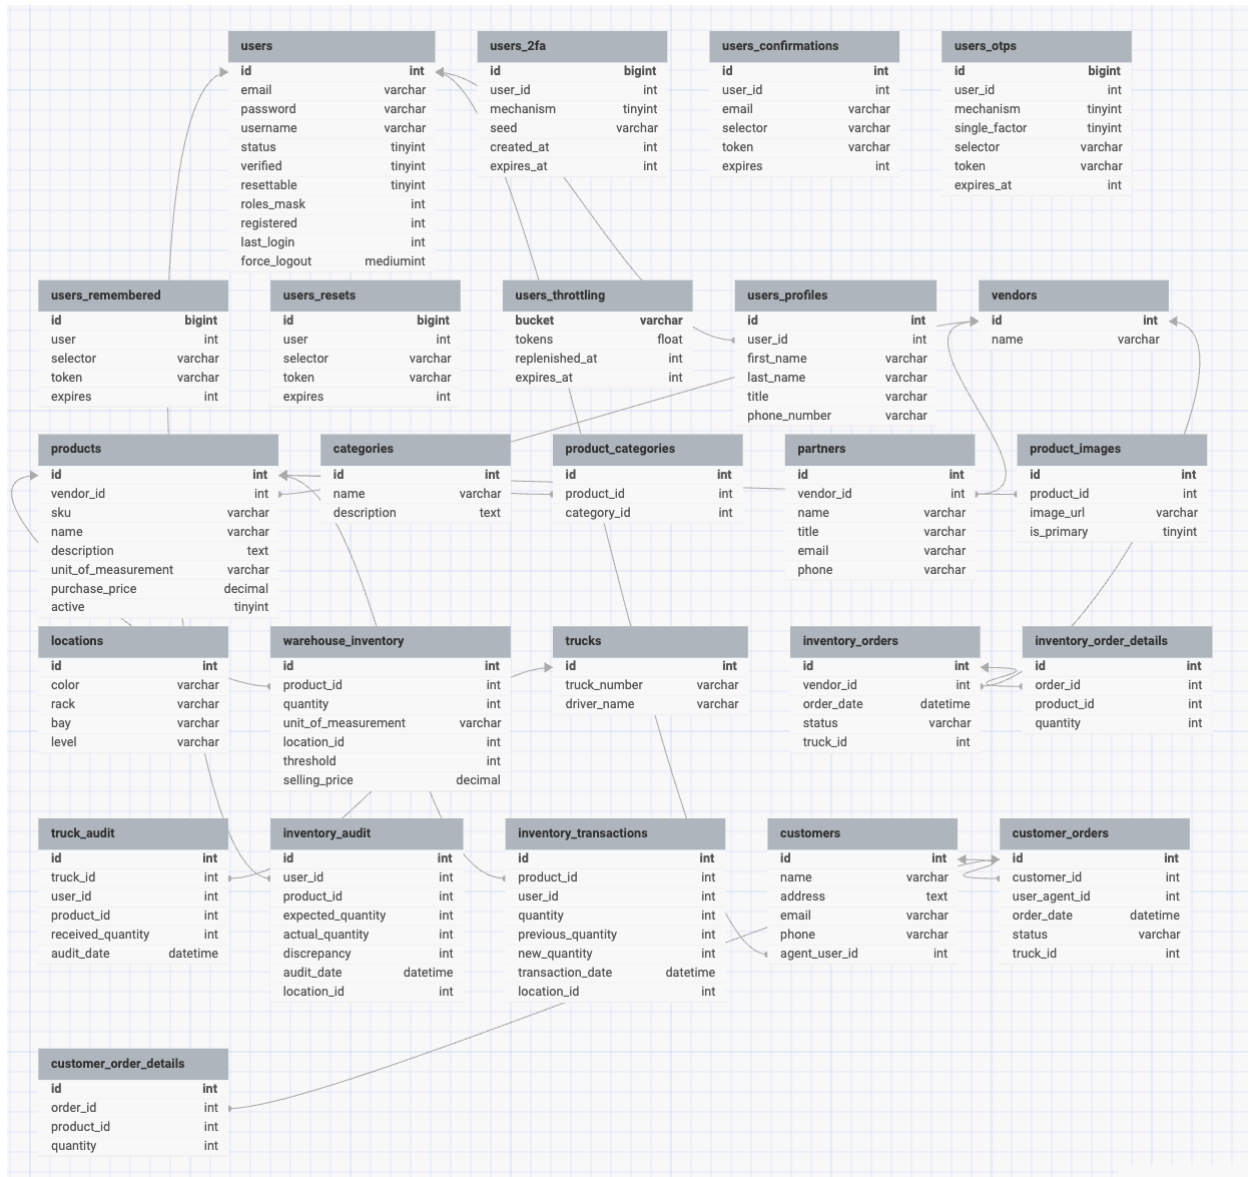 users
id int
email varchar
password varchar
username varchar
status tinyint
verified tinyint
resettable tinyint
roles_mask int
registered int
last_login int
force_logout mediumint
users_2fa
id bigint
user_id int
mechanism tinyint
seed varchar
created_at int
expires_at int
users_confirmations
id int
user_id int
email varchar
selector varchar
token varchar
expires int
users_otps
id bigint
user_id int
mechanism tinyint
single_factor tinyint
selector varchar
token varchar
expires_at int
users_remembered
id bigint
user int
selector varchar
token varchar
expires int
users_resets
id bigint
user int
selector varchar
token varchar
expires int
users_throttling
bucket varchar
tokens float
replenished_at int
expires_at int
users_profiles
id int
user_id int
first_name varchar
last_name varchar
title varchar
phone_number varchar
vendors
id int
name varchar
products
id int
vendor_id int
sku varchar
name varchar
description text
unit_of_measurement varchar
purchase_price decimal
active tinyint
categories
id int
name varchar
description text
product_categories
id int
product_id int
category_id int
partners
id int
vendor_id int
name varchar
title varchar
email varchar
phone varchar
product_images
id int
product_id int
image_url varchar
is_primary tinyint
locations
id int
color varchar
rack varchar
bay varchar
level varchar
warehouse_inventory
id int
product_id int
quantity int
unit_of_measurement varchar
location_id int
threshold int
selling_price decimal
trucks
id int
truck_number varchar
driver_name varchar
inventory_orders
id int
vendor_id int
order_date datetime
status varchar
truck_id int
inventory_order_details
id int
order_id int
product_id int
quantity int
truck_audit
id int
truck_id int
user_id int
product_id int
received_quantity int
audit_date datetime
inventory_audit
id int
user_id int
product_id int
expected_quantity int
actual_quantity int
discrepancy int
audit_date datetime
location_id int
inventory_transactions
id int
product_id int
user_id int
quantity int
previous_quantity int
new_quantity int
transaction_date datetime
location_id int
customers
id int
name varchar
address text
email varchar
phone varchar
agent_user_id int
customer_orders
id int
customer_id int
user_agent_id int
order_date datetime
status varchar
truck_id int
customer_order_details
id int
order_id int
product_id int
quantity int